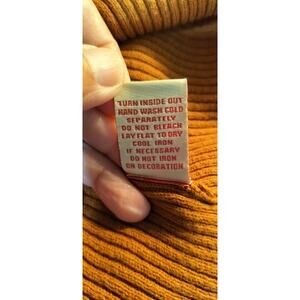 TURN INSIDE OUT
HAND WASH COLD
SEPARATELY
DO NOT BLEACH
LAY FLAT TO DRY
COOL IRON
IF NECESSARY
DO NOT IRON
ON DECORATION